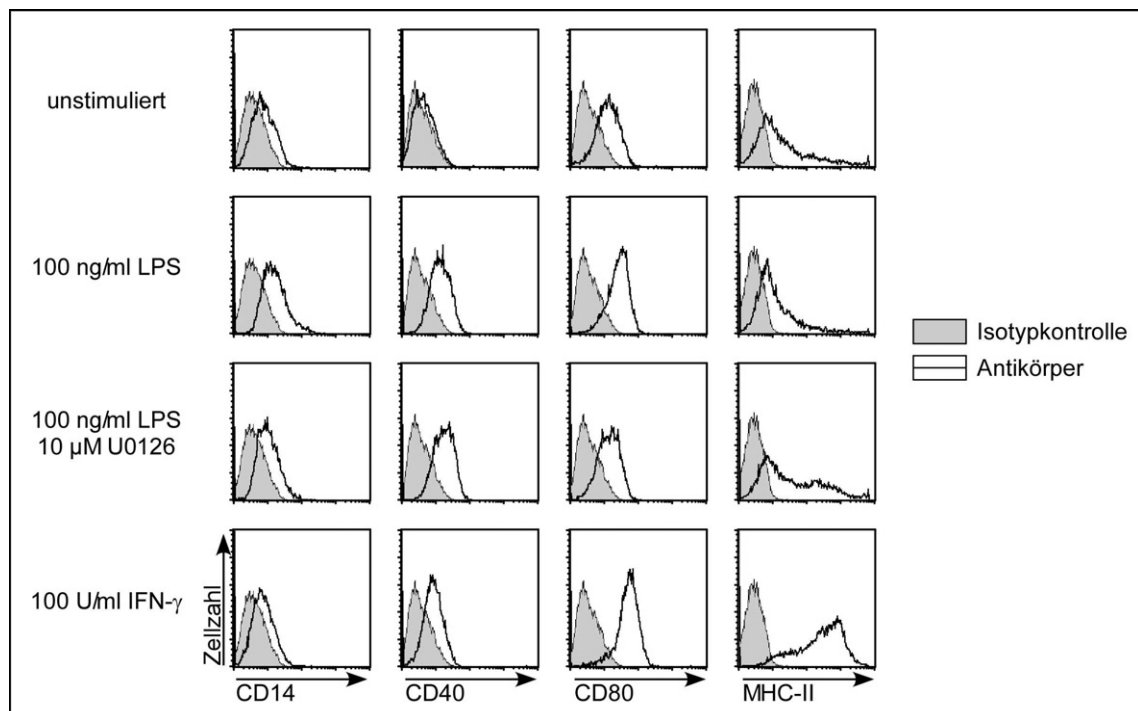 unstimuliert
100 ng/ml LPS
100 ng/ml LPS
10 µM U0126
100 U/ml IFN-γ
Zellzahl
CD14
CD40
CD80
MHC-II
Isotypkontrolle
Antikörper